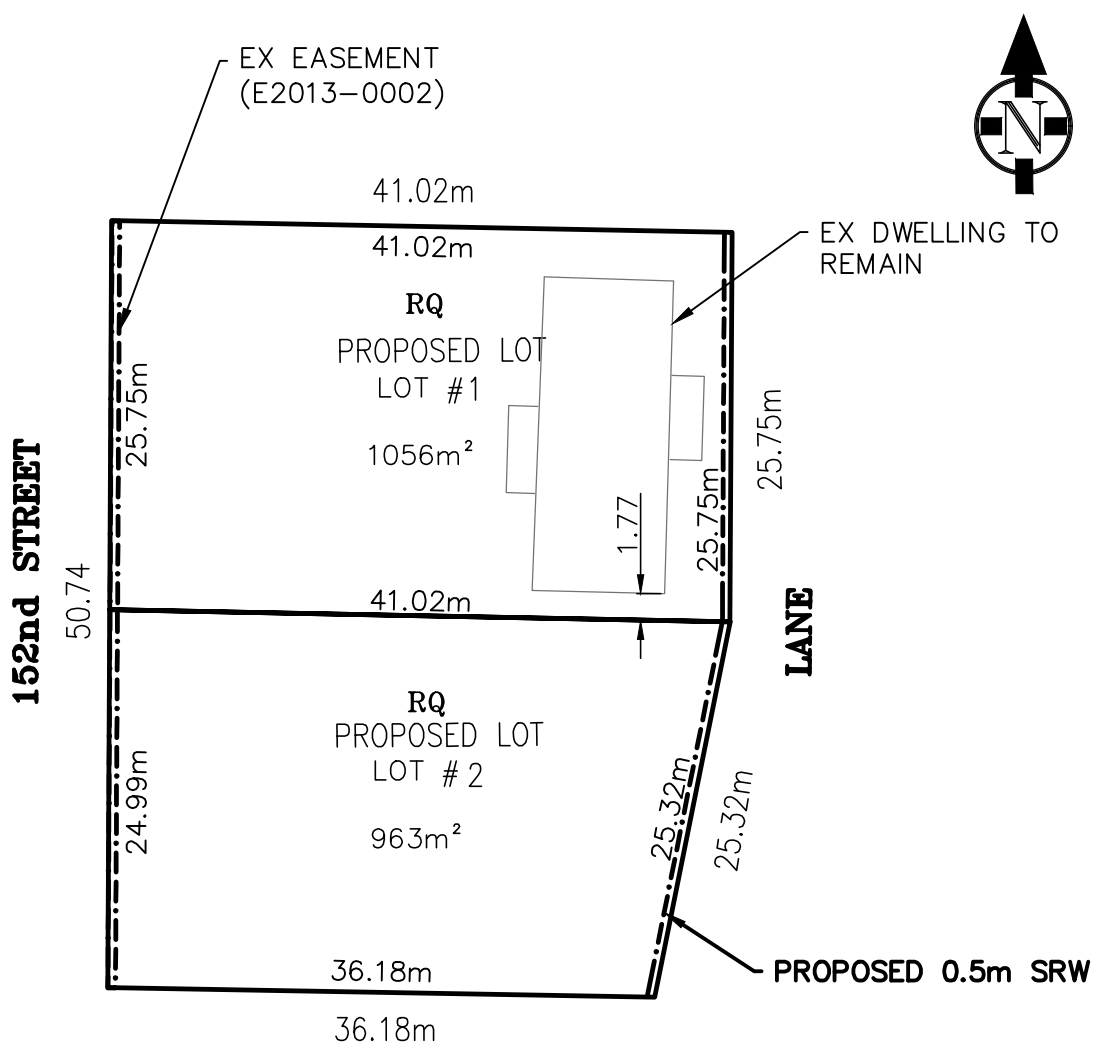 EX EASEMENT
(E2013-0002)
N
41.02m
41.02m
EX DWELLING TO
REMAIN
RQ
PROPOSED LOT
LOT #1
1056m²
25.75m
25.75m
25.75m
1.77
152nd STREET
50.74
41.02m
LANE
RQ
PROPOSED LOT
LOT #2
963m²
24.99m
25.32m
25.32m
36.18m
PROPOSED 0.5m SRW
36.18m